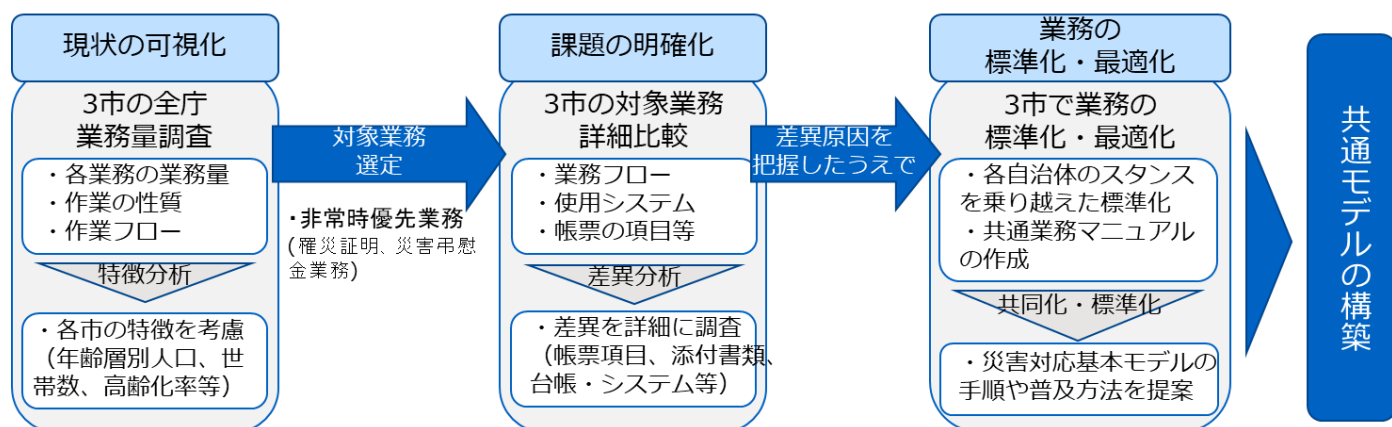 現状の可視化
3市の全庁
業務量調査
・各業務の業務量
・作業の性質
・作業フロー
特徴分析
・各市の特徴を考慮
（年齢層別人口、世
帯数、高齢化率等）
対象業務
選定
・非常時優先業務
(罹災証明、災害弔慰
金業務)
課題の明確化
3市の対象業務
詳細比較
・業務フロー
・使用システム
・帳票の項目等
差異分析
・差異を詳細に調査
（帳票項目、添付書類、
台帳・システム等）
差異原因を
把握したうえで
業務の
標準化・最適化
3市で業務の
標準化・最適化
・各自治体のスタンス
を乗り越えた標準化
・共通業務マニュアル
の作成
共同化・標準化
・災害対応基本モデルの
手順や普及方法を提案
共通モデルの構築